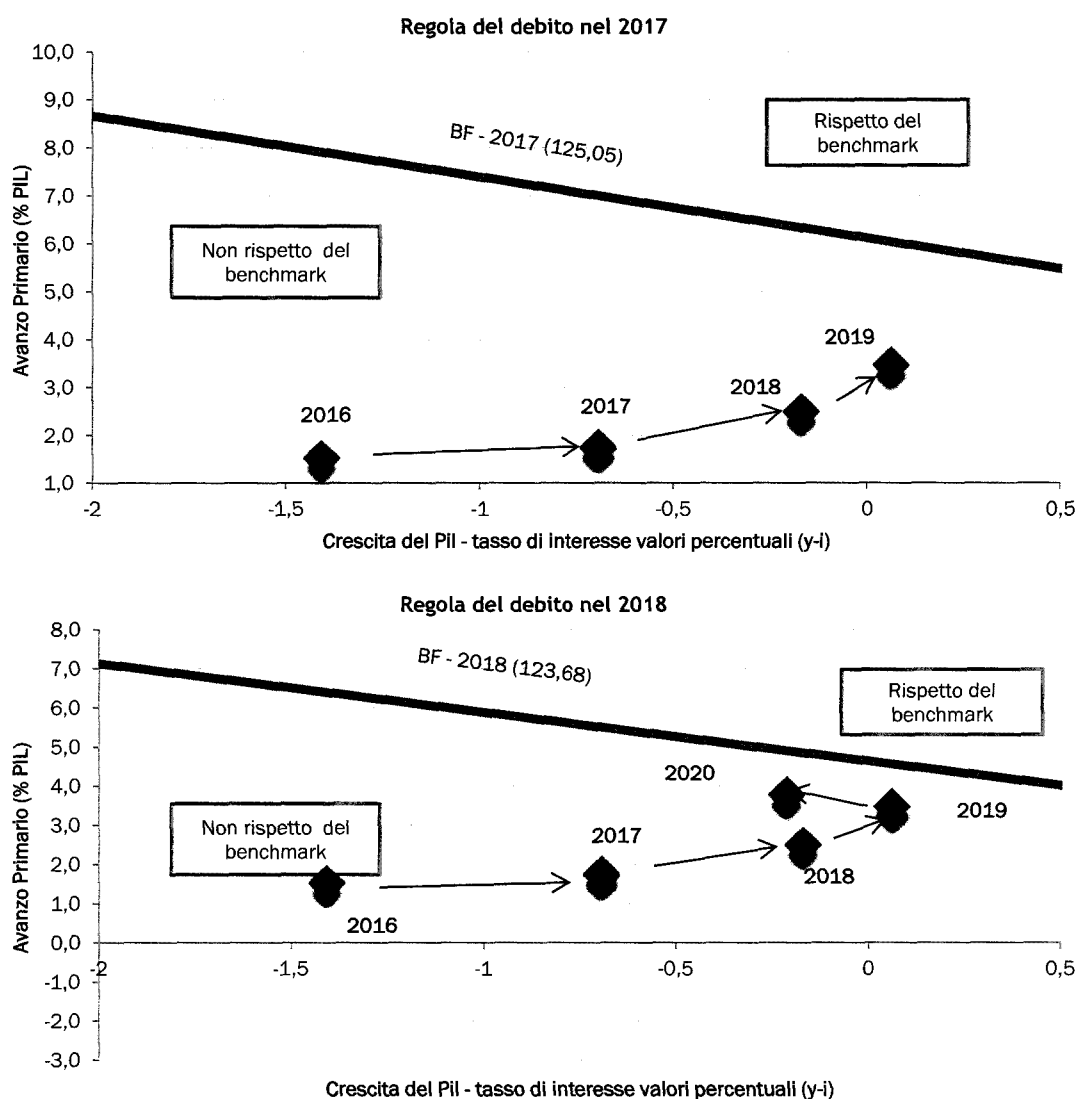 Regola del debito nel 2017
10,0
9,0
8,0
7,0
6,0
5,0
4,0
3,0
2,0
1,0
Avanzo Primario (% PIL)
BF - 2017 (125,05)
Rispetto del
benchmark
Non rispetto del
benchmark
2016
2017
2018
2019
-2
-1,5
-1
-0,5
0
0,5
Crescita del Pil - tasso di interesse valori percentuali (y-i)
Regola del debito nel 2018
8,0
7,0
6,0
5,0
4,0
3,0
2,0
1,0
0,0
-1,0
-2,0
-3,0
Avanzo Primario (% PIL)
BF - 2018 (123,68)
Rispetto del
benchmark
Non rispetto del
benchmark
2016
2017
2018
2019
2020
-2
-1,5
-1
-0,5
0
0,5
Crescita del Pil - tasso di interesse valori percentuali (y-i)